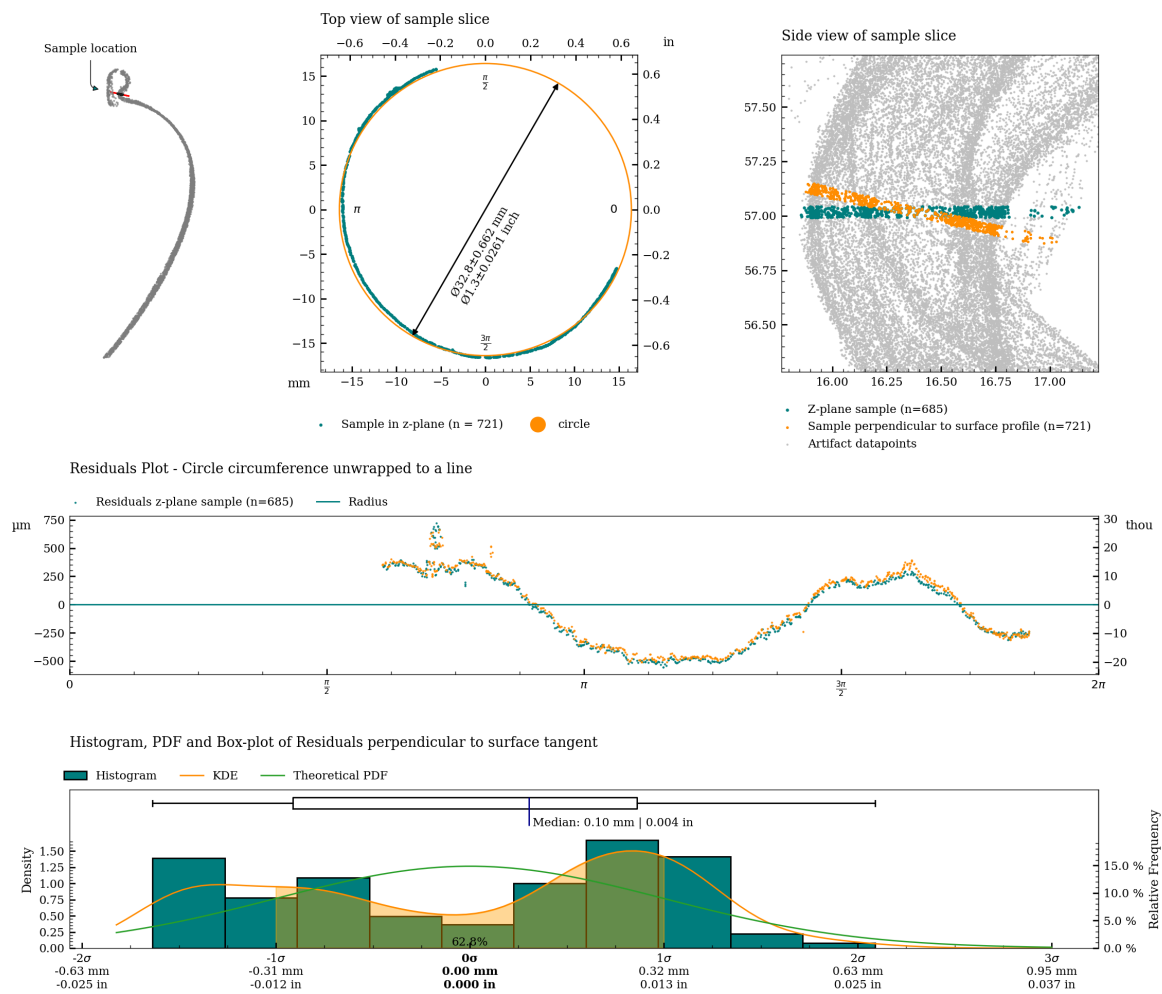 Sample location
Top view of sample slice
−0.6 −0.4 −0.2 0.0 0.2 0.4 0.6 in
15
10
5
0
−5
−10
−15
0.6
0.4
0.2
0.0
−0.2
−0.4
−0.6
π/2
π
0
3π/2
Ø32.8±0.662 mm
Ø1.3±0.0261 inch
mm −15 −10 −5 0 5 10 15
Sample in z-plane (n = 721) circle
Side view of sample slice
57.50
57.25
57.00
56.75
56.50
16.00 16.25 16.50 16.75 17.00
Z-plane sample (n=685)
Sample perpendicular to surface profile (n=721)
Artifact datapoints
Residuals Plot - Circle circumference unwrapped to a line
Residuals z-plane sample (n=685) Radius
µm
750
500
250
0
−250
−500
thou
30
20
10
0
−10
−20
0 π/2 π 3π/2 2π
Histogram, PDF and Box-plot of Residuals perpendicular to surface tangent
Histogram KDE Theoretical PDF
Median: 0.10 mm | 0.004 in
Density
1.50
1.25
1.00
0.75
0.50
0.25
0.00
Relative Frequency
15.0 %
10.0 %
5.0 %
0.0 %
62.8%
-2σ -1σ 0σ 1σ 2σ 3σ
-0.63 mm -0.31 mm 0.00 mm 0.32 mm 0.63 mm 0.95 mm
-0.025 in -0.012 in 0.000 in 0.013 in 0.025 in 0.037 in